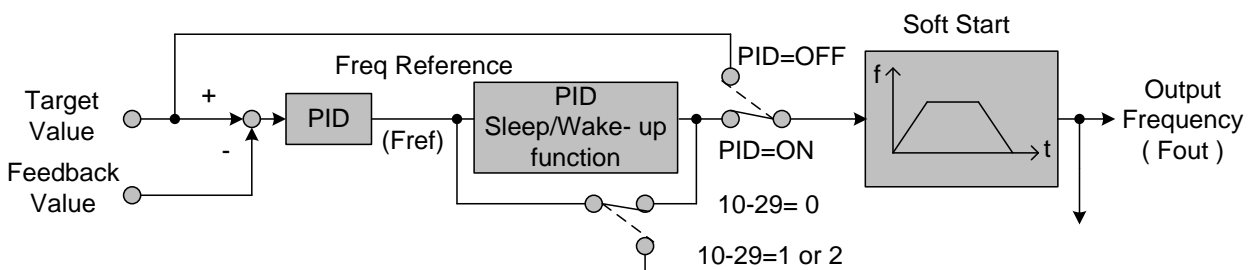 Soft Start
PID=OFF
Freq Reference
Target
Value
+
-
PID
(Fref)
PID
Sleep/Wake- up
function
PID=ON
f
t
Output
Frequency
( Fout )
Feedback
Value
10-29= 0
10-29=1 or 2